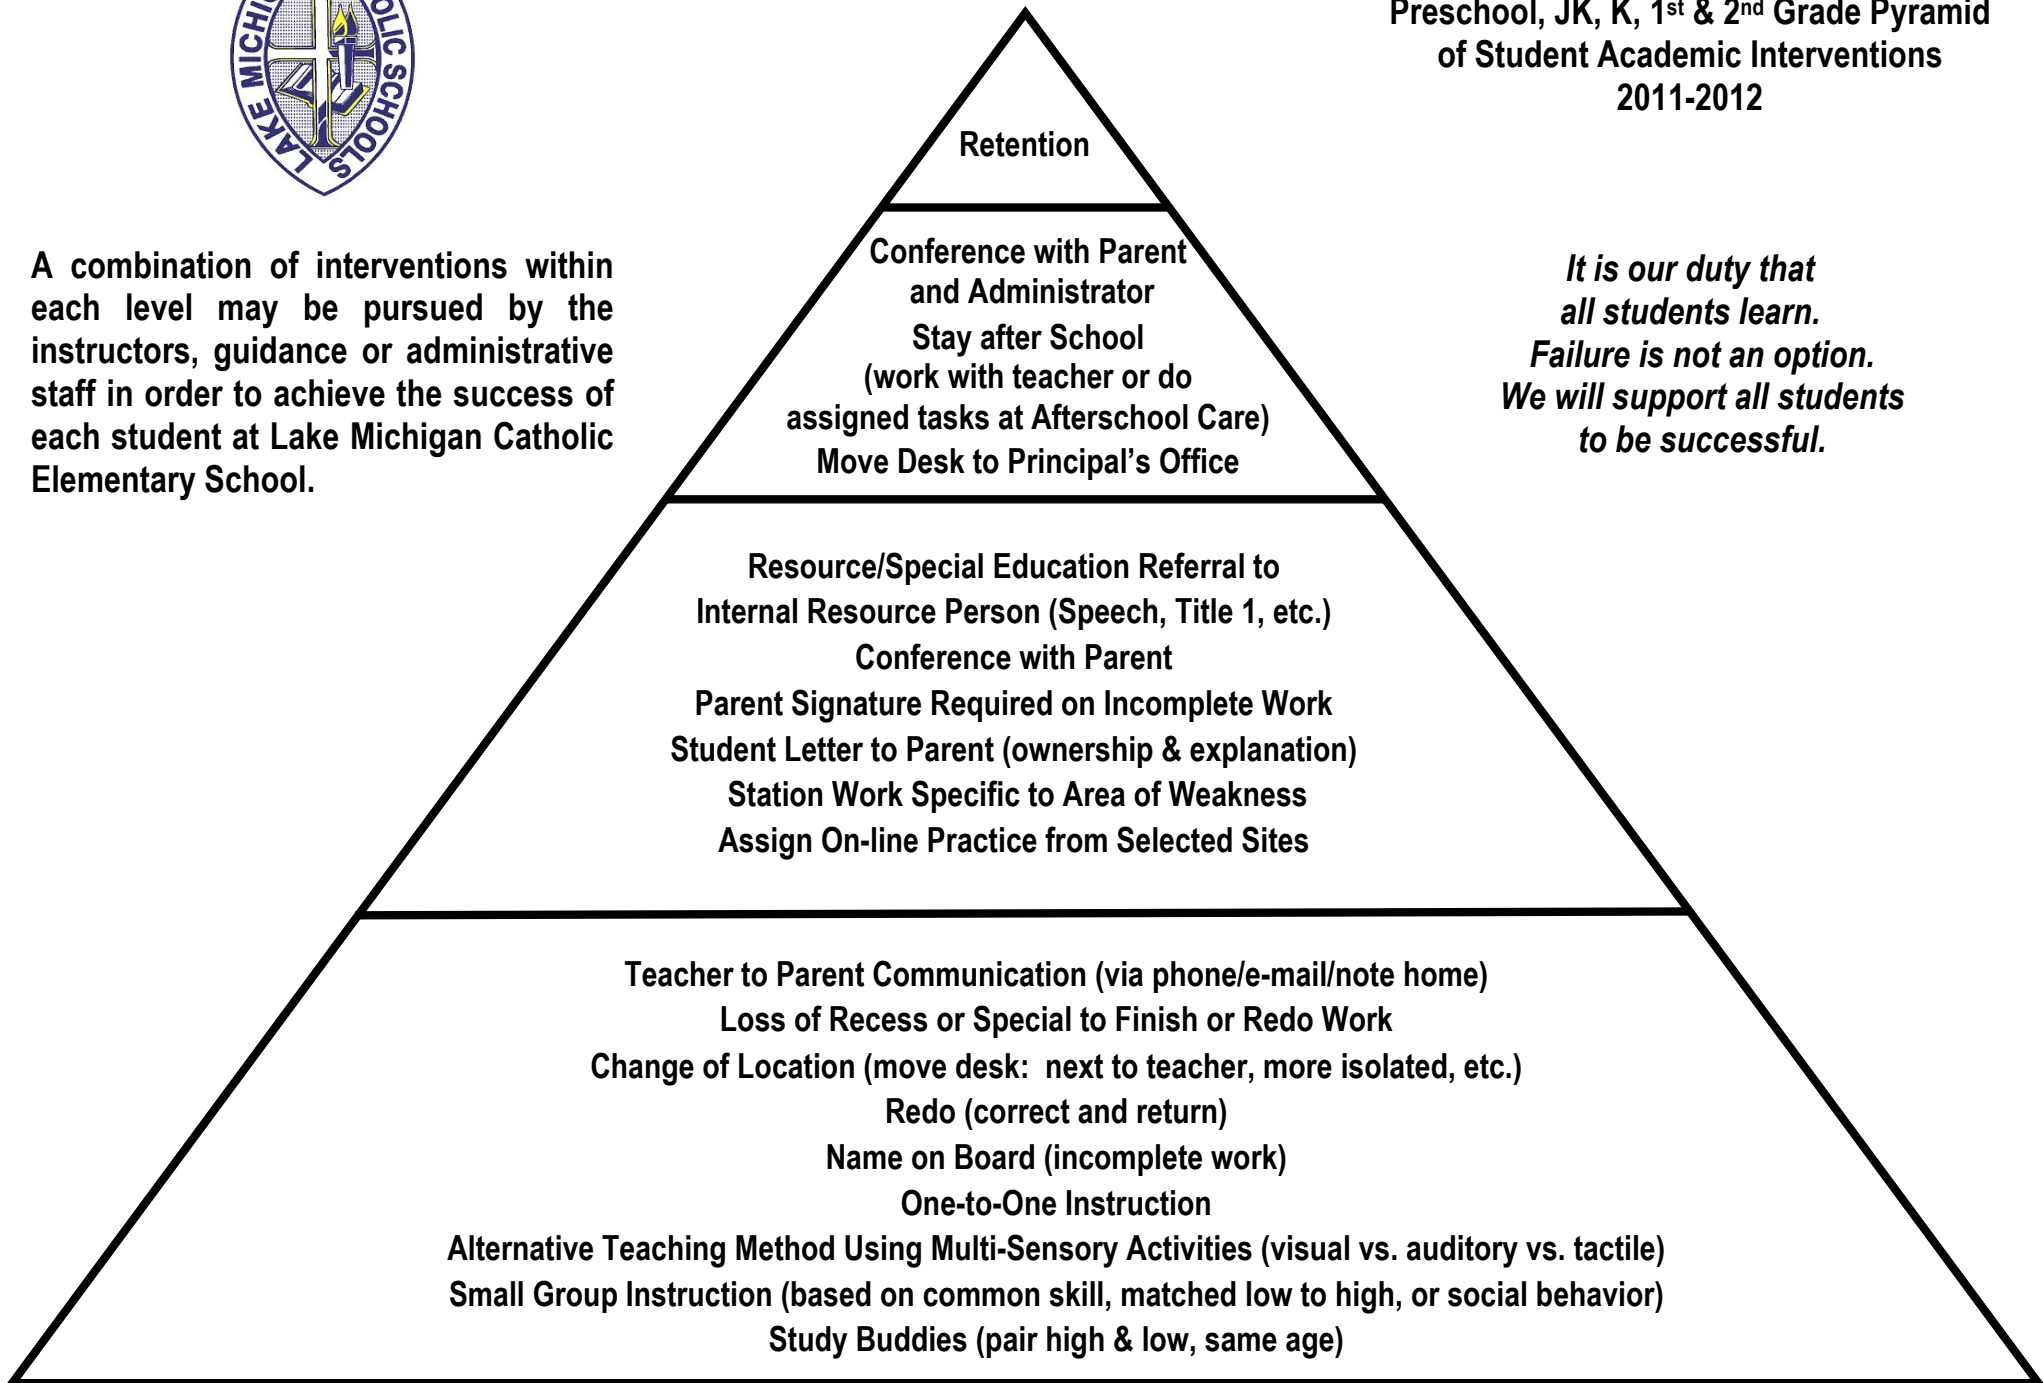 LAKE MICHIGAN CATHOLIC SCHOOLS
Preschool, JK, K, 1st & 2nd Grade Pyramid
of Student Academic Interventions
2011-2012
A combination of interventions within
each level may be pursued by the
instructors, guidance or administrative
staff in order to achieve the success of
each student at Lake Michigan Catholic
Elementary School.
It is our duty that
all students learn.
Failure is not an option.
We will support all students
to be successful.
Retention
Conference with Parent
and Administrator
Stay after School
(work with teacher or do
assigned tasks at Afterschool Care)
Move Desk to Principal’s Office
Resource/Special Education Referral to
Internal Resource Person (Speech, Title 1, etc.)
Conference with Parent
Parent Signature Required on Incomplete Work
Student Letter to Parent (ownership & explanation)
Station Work Specific to Area of Weakness
Assign On-line Practice from Selected Sites
Teacher to Parent Communication (via phone/e-mail/note home)
Loss of Recess or Special to Finish or Redo Work
Change of Location (move desk:  next to teacher, more isolated, etc.)
Redo (correct and return)
Name on Board (incomplete work)
One-to-One Instruction
Alternative Teaching Method Using Multi-Sensory Activities (visual vs. auditory vs. tactile)
Small Group Instruction (based on common skill, matched low to high, or social behavior)
Study Buddies (pair high & low, same age)